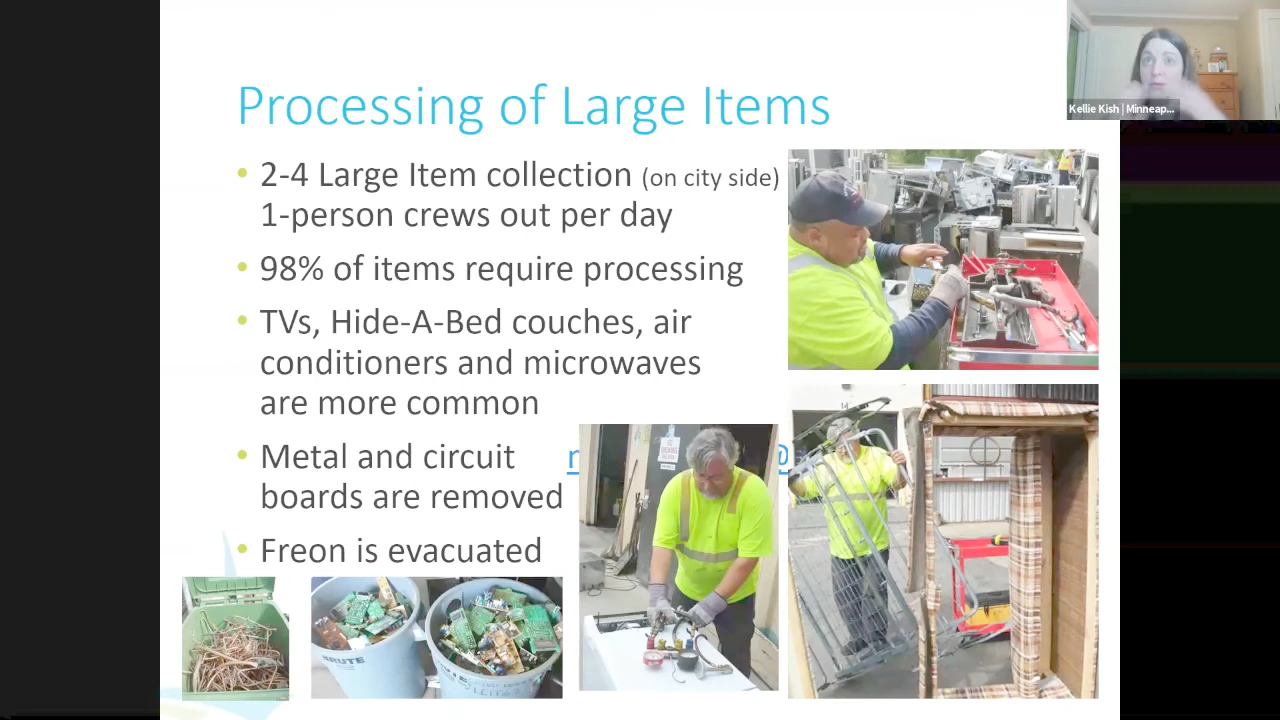 Kellie Kish | Minneap...
Processing of Large Items
• 2-4 Large Item collection (on city side)
1-person crews out per day
• 98% of items require processing
• TVs, Hide-A-Bed couches, air
conditioners and microwaves
are more common
• Metal and circuit
boards are removed
• Freon is evacuated
BRUTE